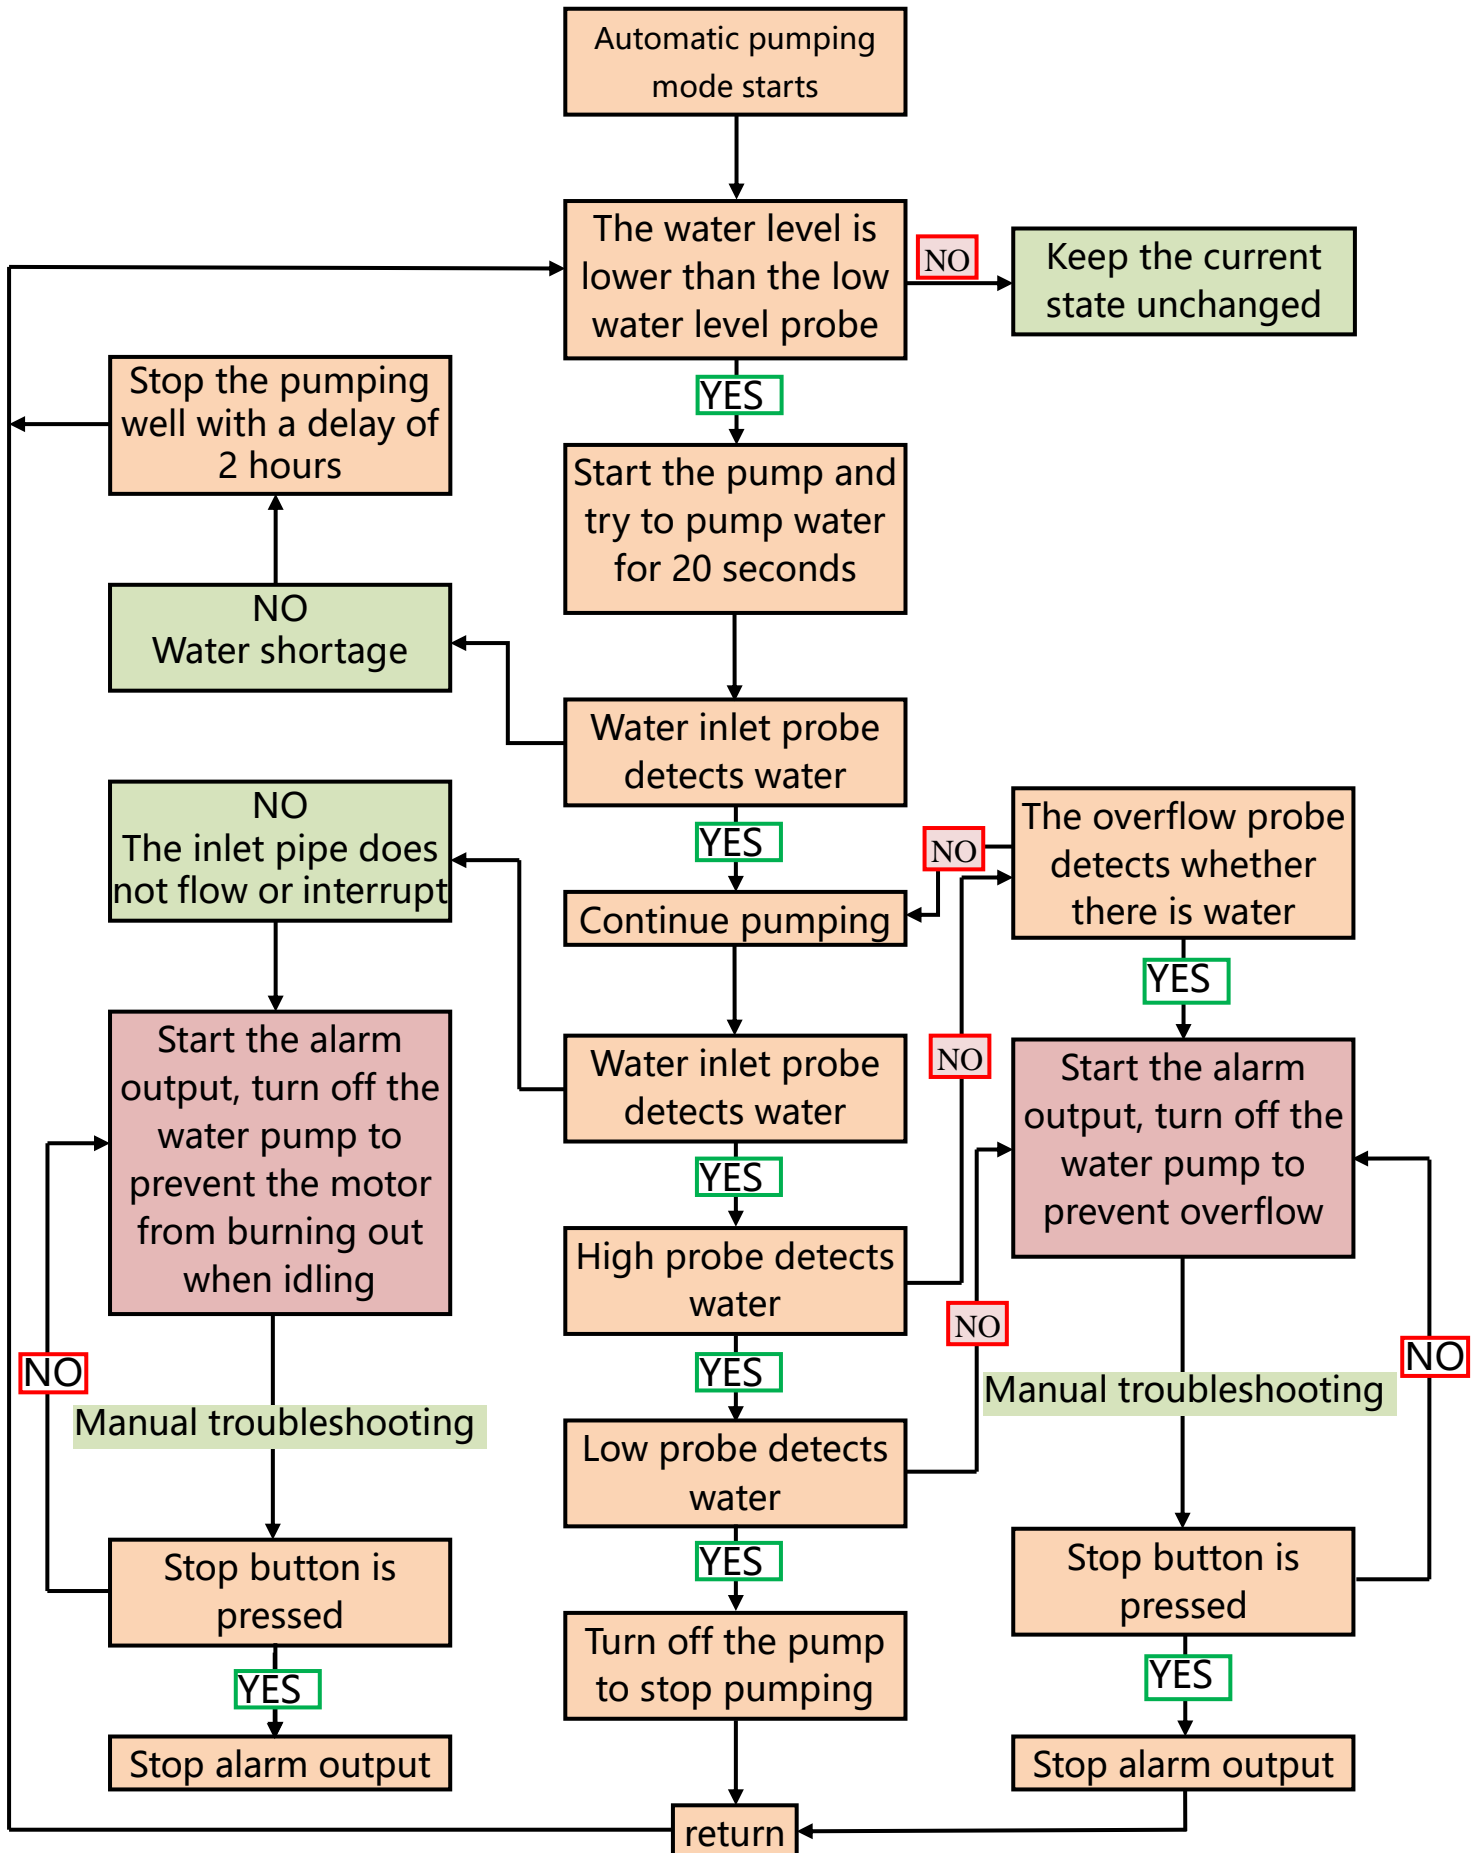 Automatic pumping
mode starts
The water level is
lower than the low
water level probe
NO
Keep the current
state unchanged
YES
Stop the pumping
well with a delay of
2 hours
Start the pump and
try to pump water
for 20 seconds
NO
Water shortage
Water inlet probe
detects water
YES
NO
The inlet pipe does
not flow or interrupt
Continue pumping
NO
The overflow probe
detects whether
there is water
YES
Start the alarm
output, turn off the
water pump to
prevent the motor
from burning out
when idling
Water inlet probe
detects water
NO
Start the alarm
output, turn off the
water pump to
prevent overflow
YES
High probe detects
water
NO
YES
NO
Manual troubleshooting
Low probe detects
water
Manual troubleshooting
NO
YES
Stop button is
pressed
Stop button is
pressed
YES
Turn off the pump
to stop pumping
YES
Stop alarm output
Stop alarm output
return